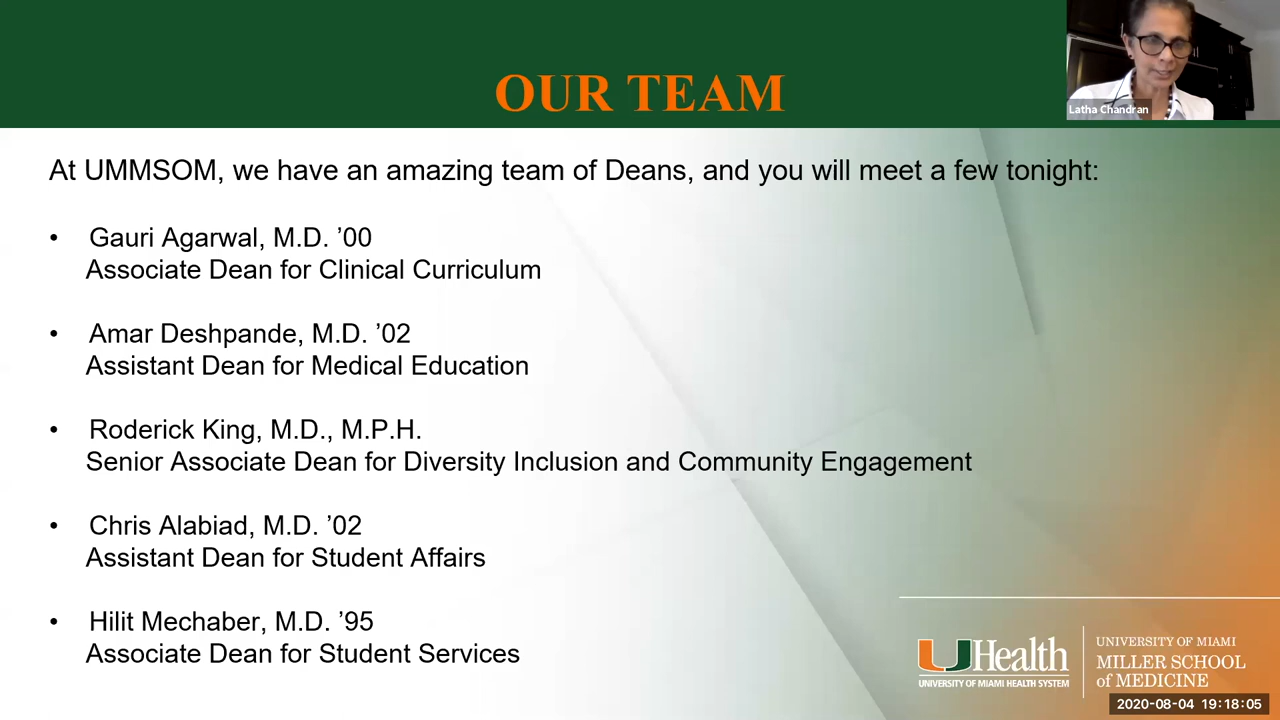 OUR TEAM
Latha Chandran
At UMMSOM, we have an amazing team of Deans, and you will meet a few tonight:
• Gauri Agarwal, M.D. ’00
Associate Dean for Clinical Curriculum
• Amar Deshpande, M.D. ’02
Assistant Dean for Medical Education
• Roderick King, M.D., M.P.H.
Senior Associate Dean for Diversity Inclusion and Community Engagement
• Chris Alabiad, M.D. ’02
Assistant Dean for Student Affairs
• Hilit Mechaber, M.D. ’95
Associate Dean for Student Services
UHealth
UNIVERSITY OF MIAMI HEALTH SYSTEM
UNIVERSITY OF MIAMI
MILLER SCHOOL
of MEDICINE
2020-08-04 19:18:05